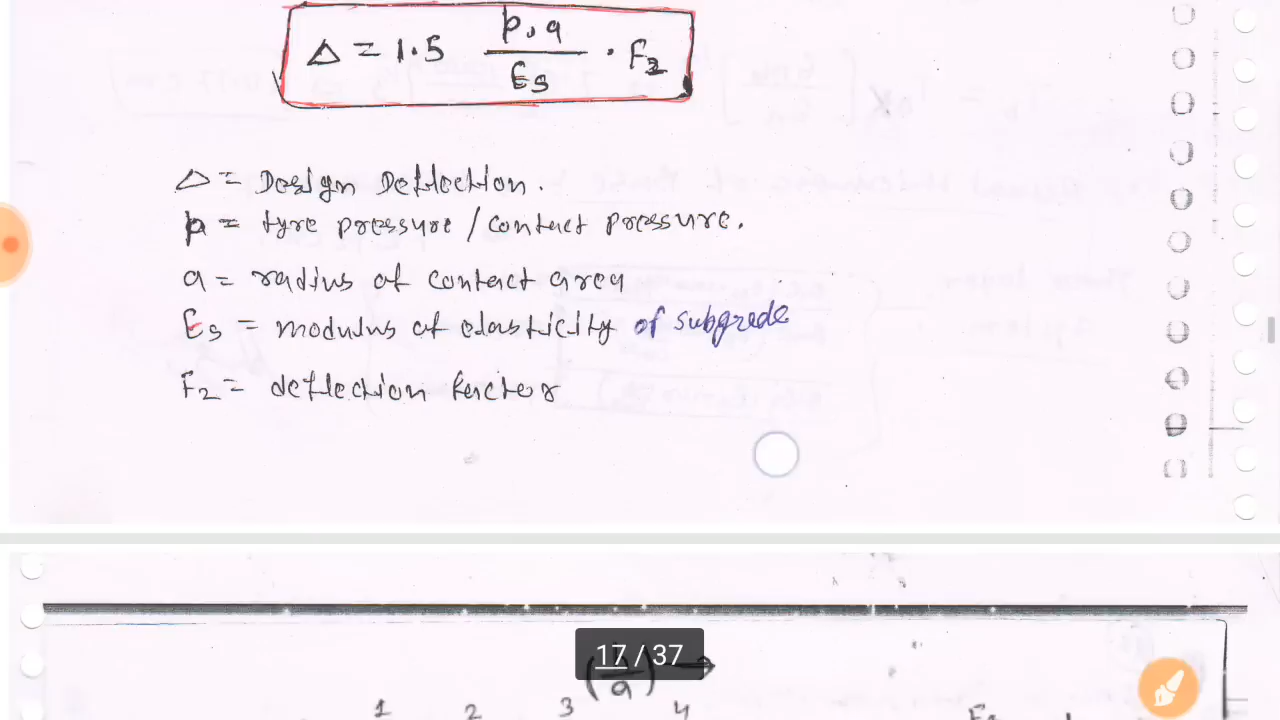 Δ = 1.5 p.a / Es . F2
Δ = Design Deflection.
p = tyre pressure / contact pressure.
a = radius of contact area
Es = modulus of elasticity of subgrade
F2 = deflection factor
17 / 37
(h/a) →
1 2 3 4
F2